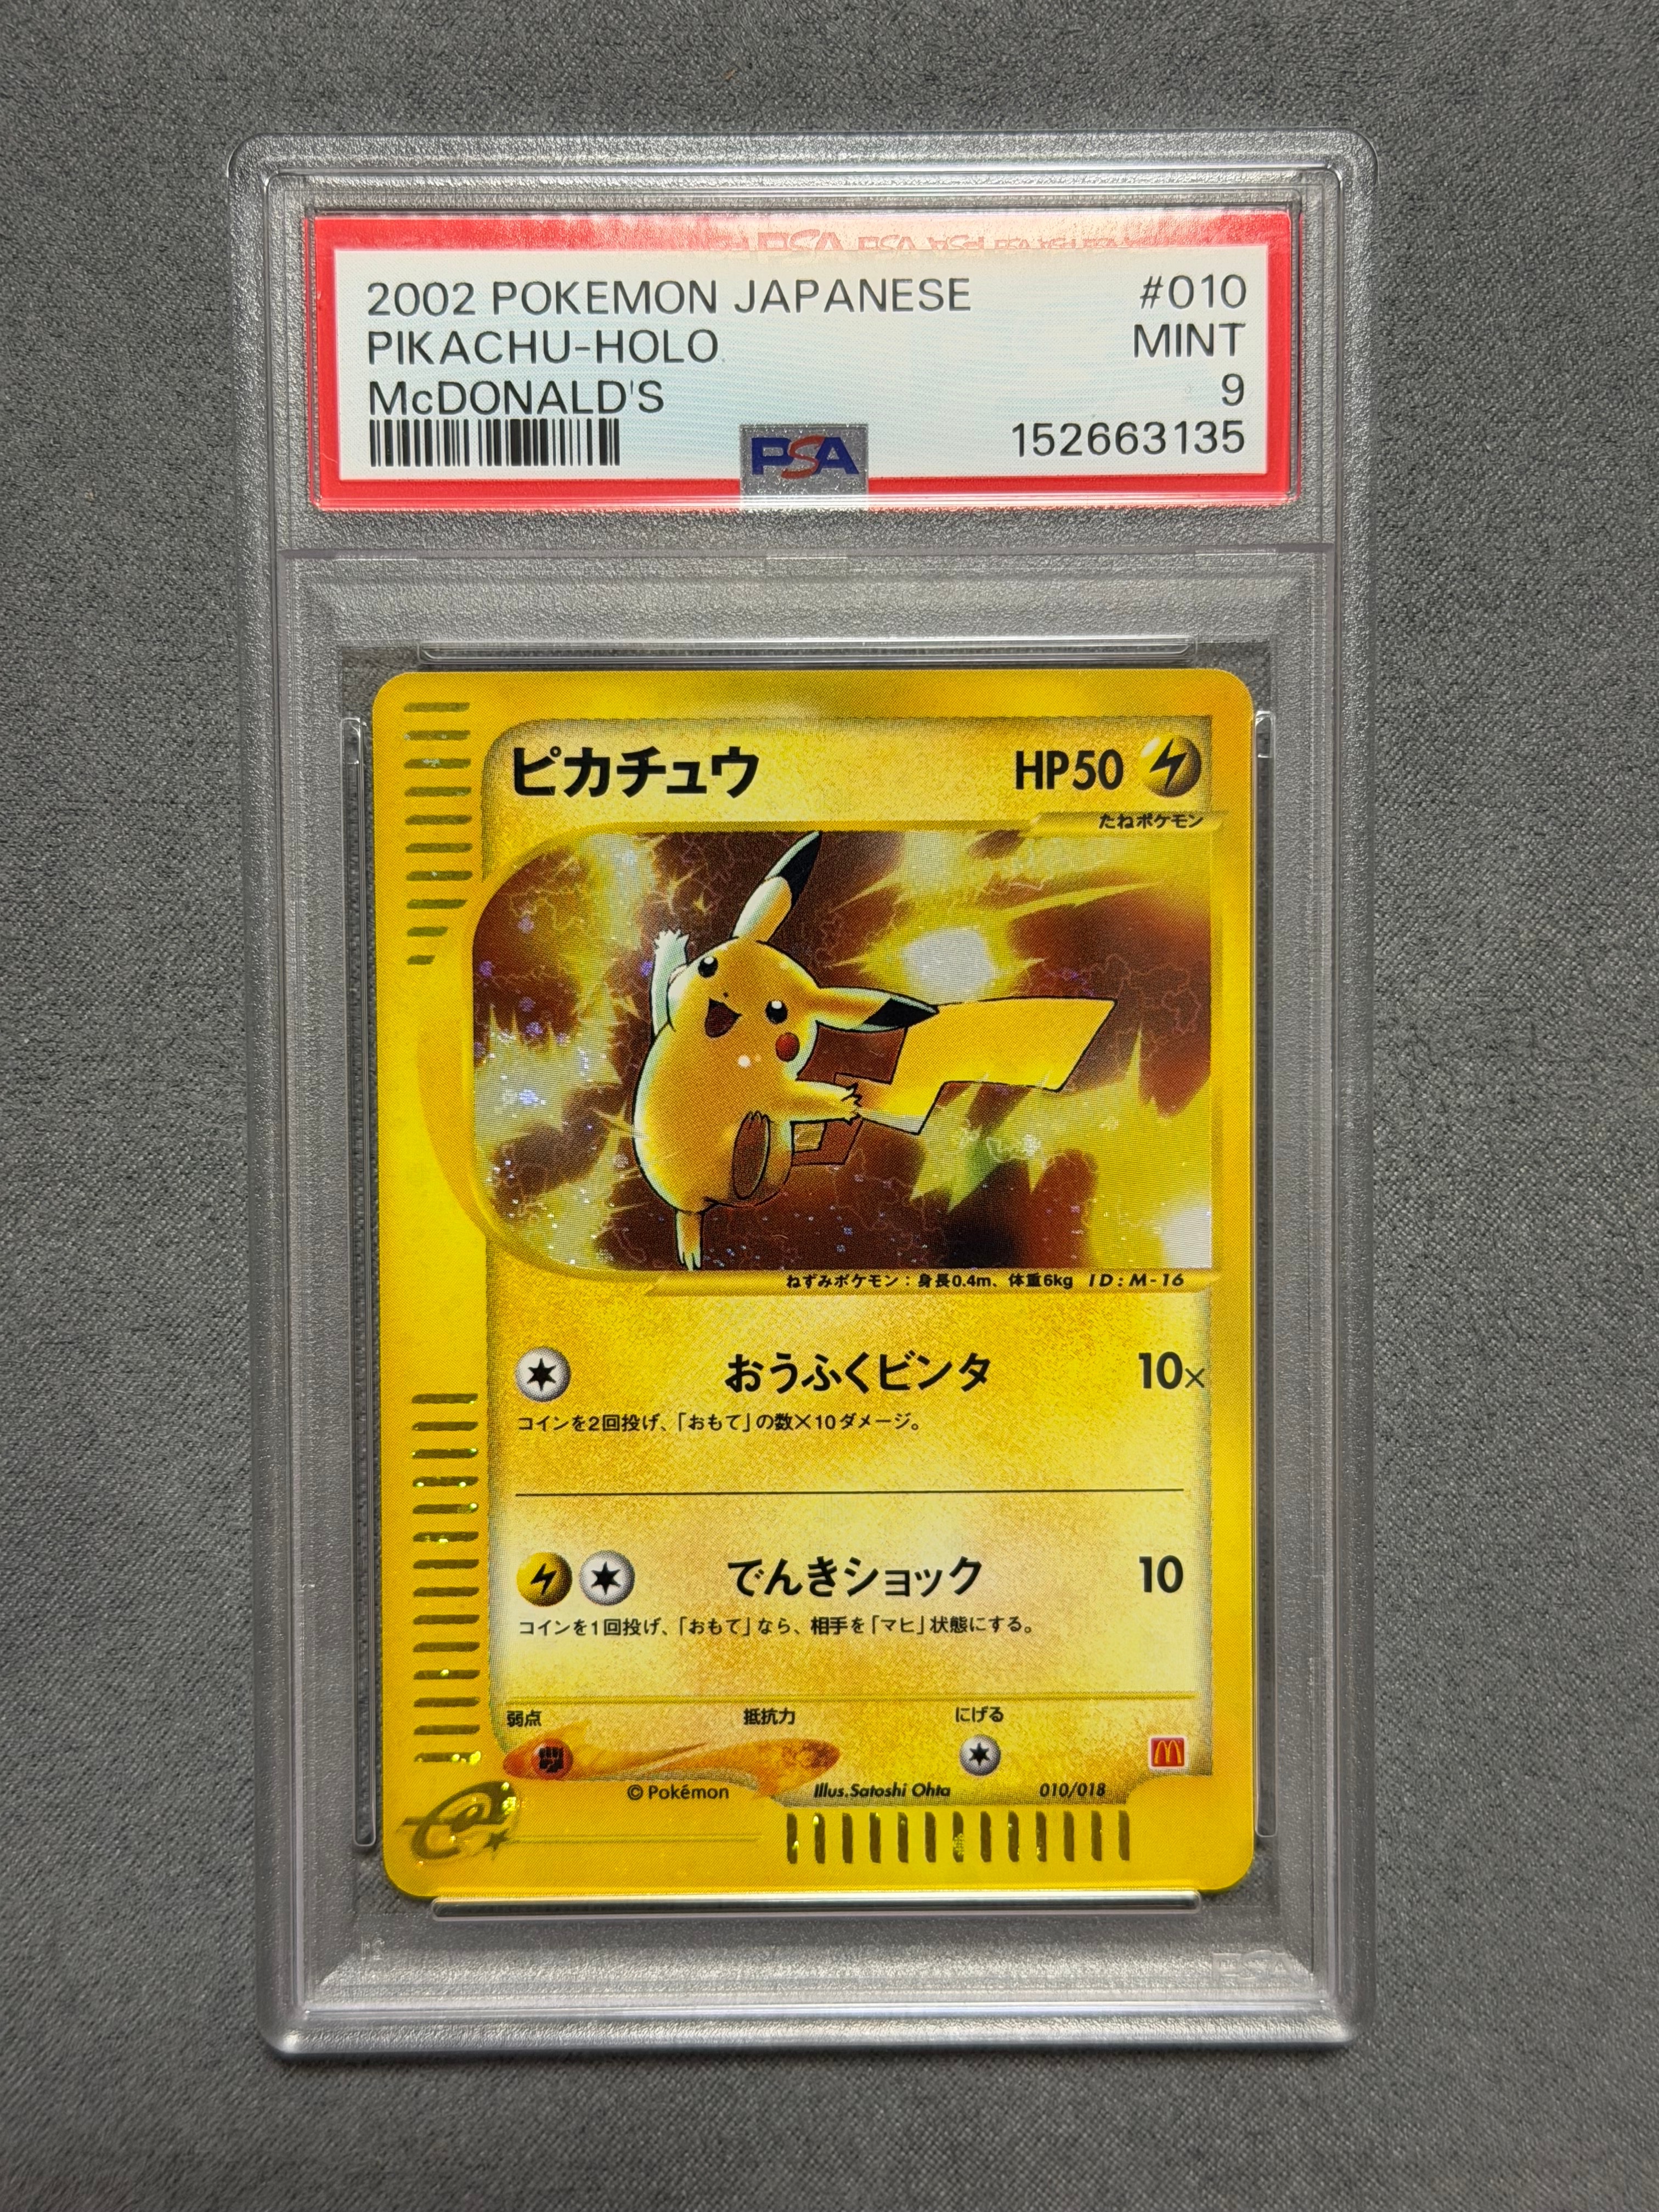 2002 POKEMON JAPANESE #010
PIKACHU-HOLO MINT
McDONALD'S 9
PSA 152663135
ピカチュウ HP50
たねポケモン
ねずみポケモン：身長0.4m、体重6kg ID:M-16
おうふくビンタ 10×
コインを2回投げ、「おもて」の数×10ダメージ。
でんきショック 10
コインを1回投げ、「おもて」なら、相手を「マヒ」状態にする。
弱点 抵抗力 にげる
©Pokémon Illus.Satoshi Ohta 010/018
e
PSA